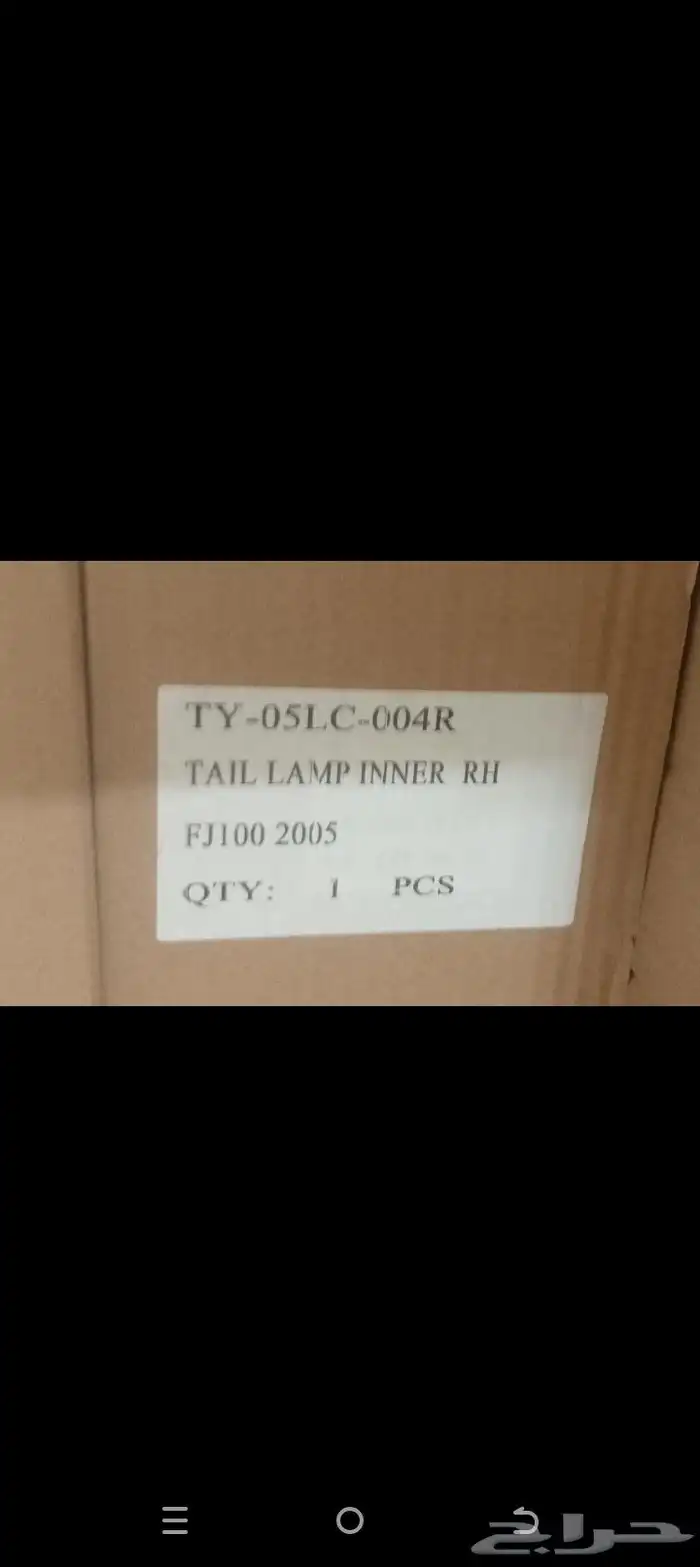 TY-05LC-004R
TAIL LAMP INNER RH
FJ100 2005
QTY: 1 PCS
حراج